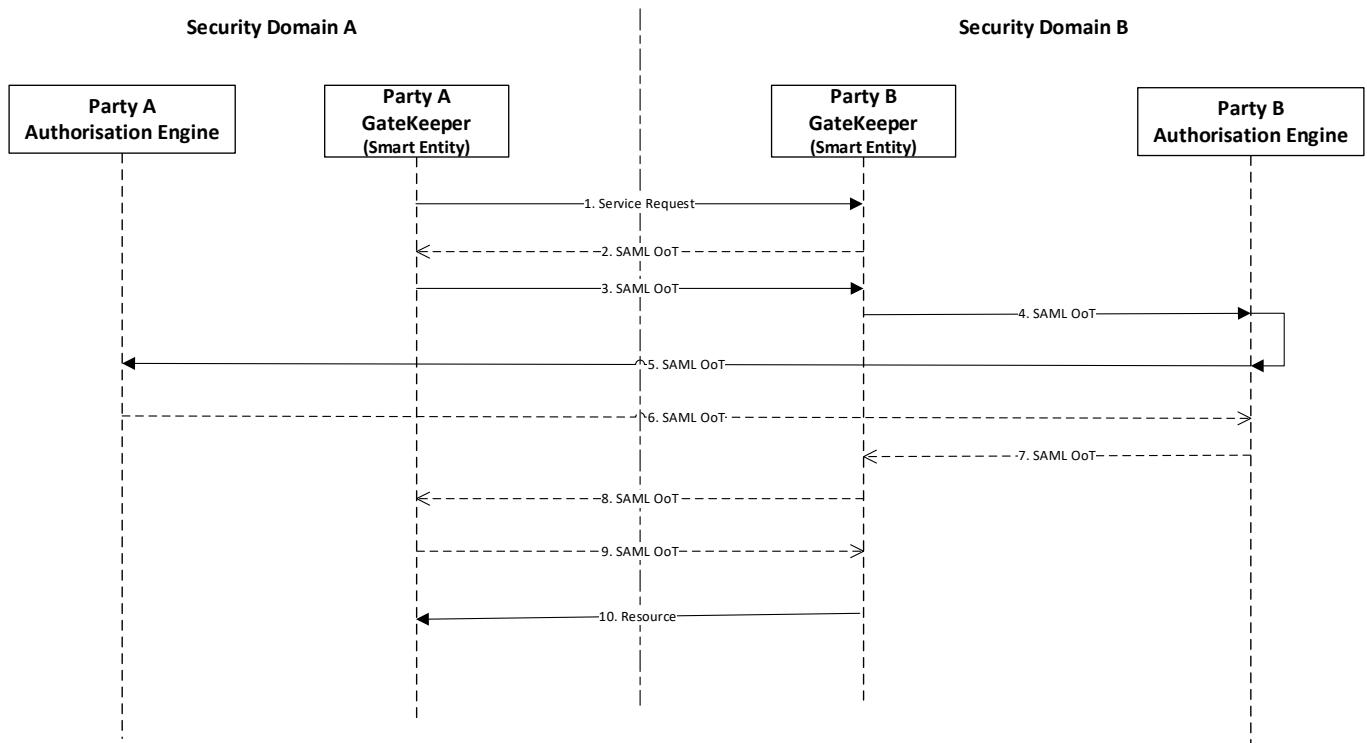 Security Domain A
Security Domain B
Party A
Authorisation Engine
Party A
GateKeeper
(Smart Entity)
Party B
GateKeeper
(Smart Entity)
Party B
Authorisation Engine
1. Service Request
2. SAML OoT
3. SAML OoT
4. SAML OoT
5. SAML OoT
6. SAML OoT
7. SAML OoT
8. SAML OoT
9. SAML OoT
10. Resource